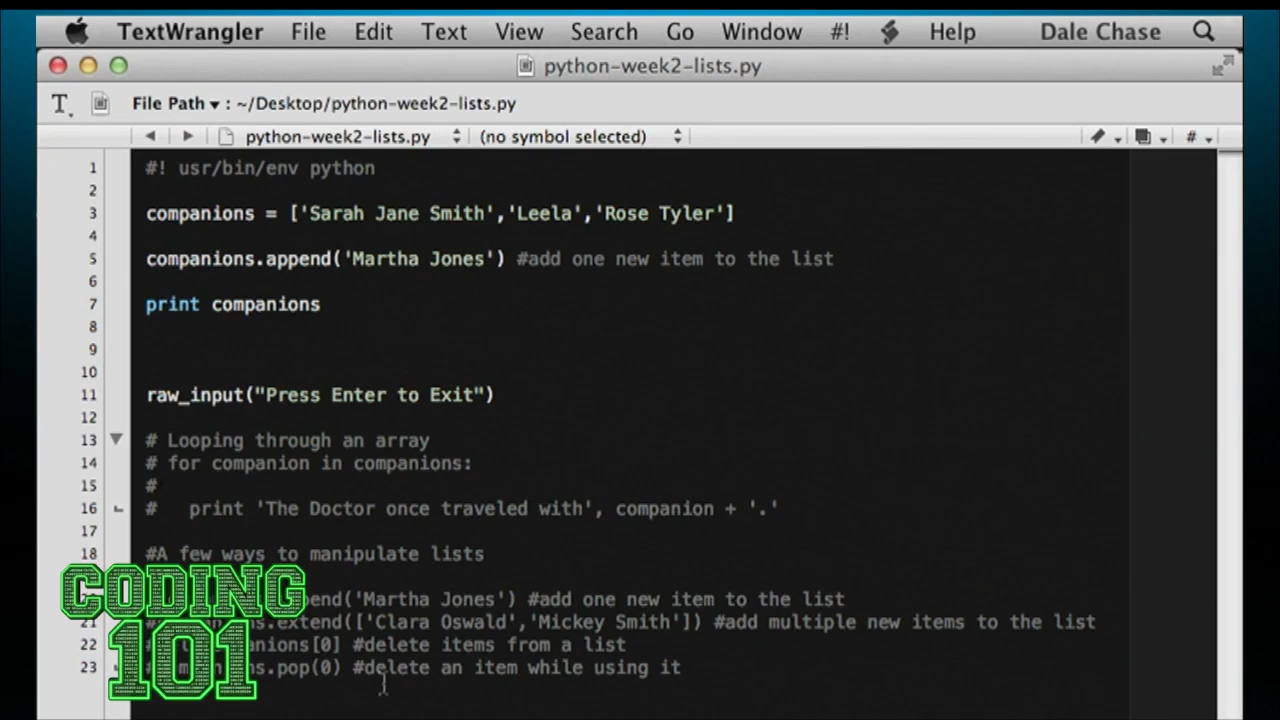 TextWrangler File Edit Text View Search Go Window #! Help Dale Chase
python-week2-lists.py
File Path : ~/Desktop/python-week2-lists.py
python-week2-lists.py (no symbol selected) #
1 #! usr/bin/env python
2
3 companions = ['Sarah Jane Smith','Leela','Rose Tyler']
4
5 companions.append('Martha Jones') #add one new item to the list
6
7 print companions
8
9
10
11 raw_input("Press Enter to Exit")
12
13 # Looping through an array
14 # for companion in companions:
15 #
16 #   print 'The Doctor once traveled with', companion + '.'
17
18 #A few ways to manipulate lists
end('Martha Jones') #add one new item to the list
21 .extend(['Clara Oswald','Mickey Smith']) #add multiple new items to the list
22 anions[0] #delete items from a list
23 s.pop(0) #delete an item while using it
CODING
101